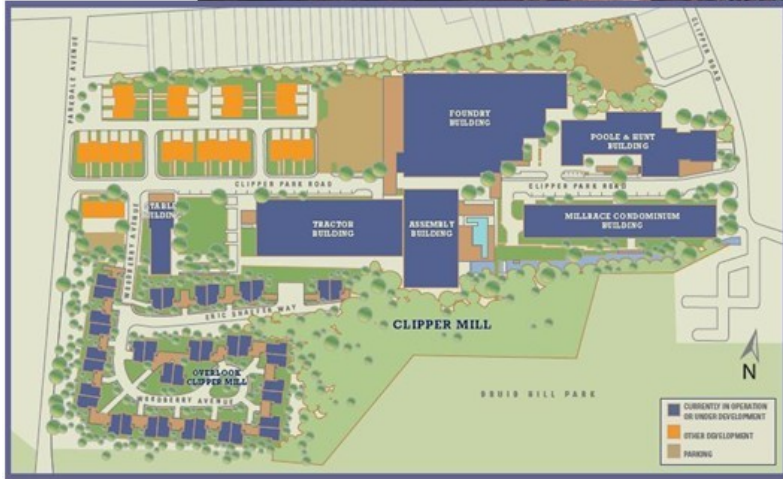 PARKDALE AVENUE
CLIPPER ROAD
FOUNDRY
BUILDING
POOLE & HUNT
BUILDING
CLIPPER PARK ROAD
CLIPPER PARK ROAD
STABLE
BUILDING
TRACTOR
BUILDING
ASSEMBLY
BUILDING
MILLRACE CONDOMINIUM
BUILDING
WOODBERRY AVENUE
ERIC SHAEFER WAY
CLIPPER MILL
OVERLOOK
CLIPPER MILL
WOODBERRY AVENUE
DRUID HILL PARK
N
CURRENTLY IN OPERATION
OR UNDER DEVELOPMENT
OTHER DEVELOPMENT
PARKING